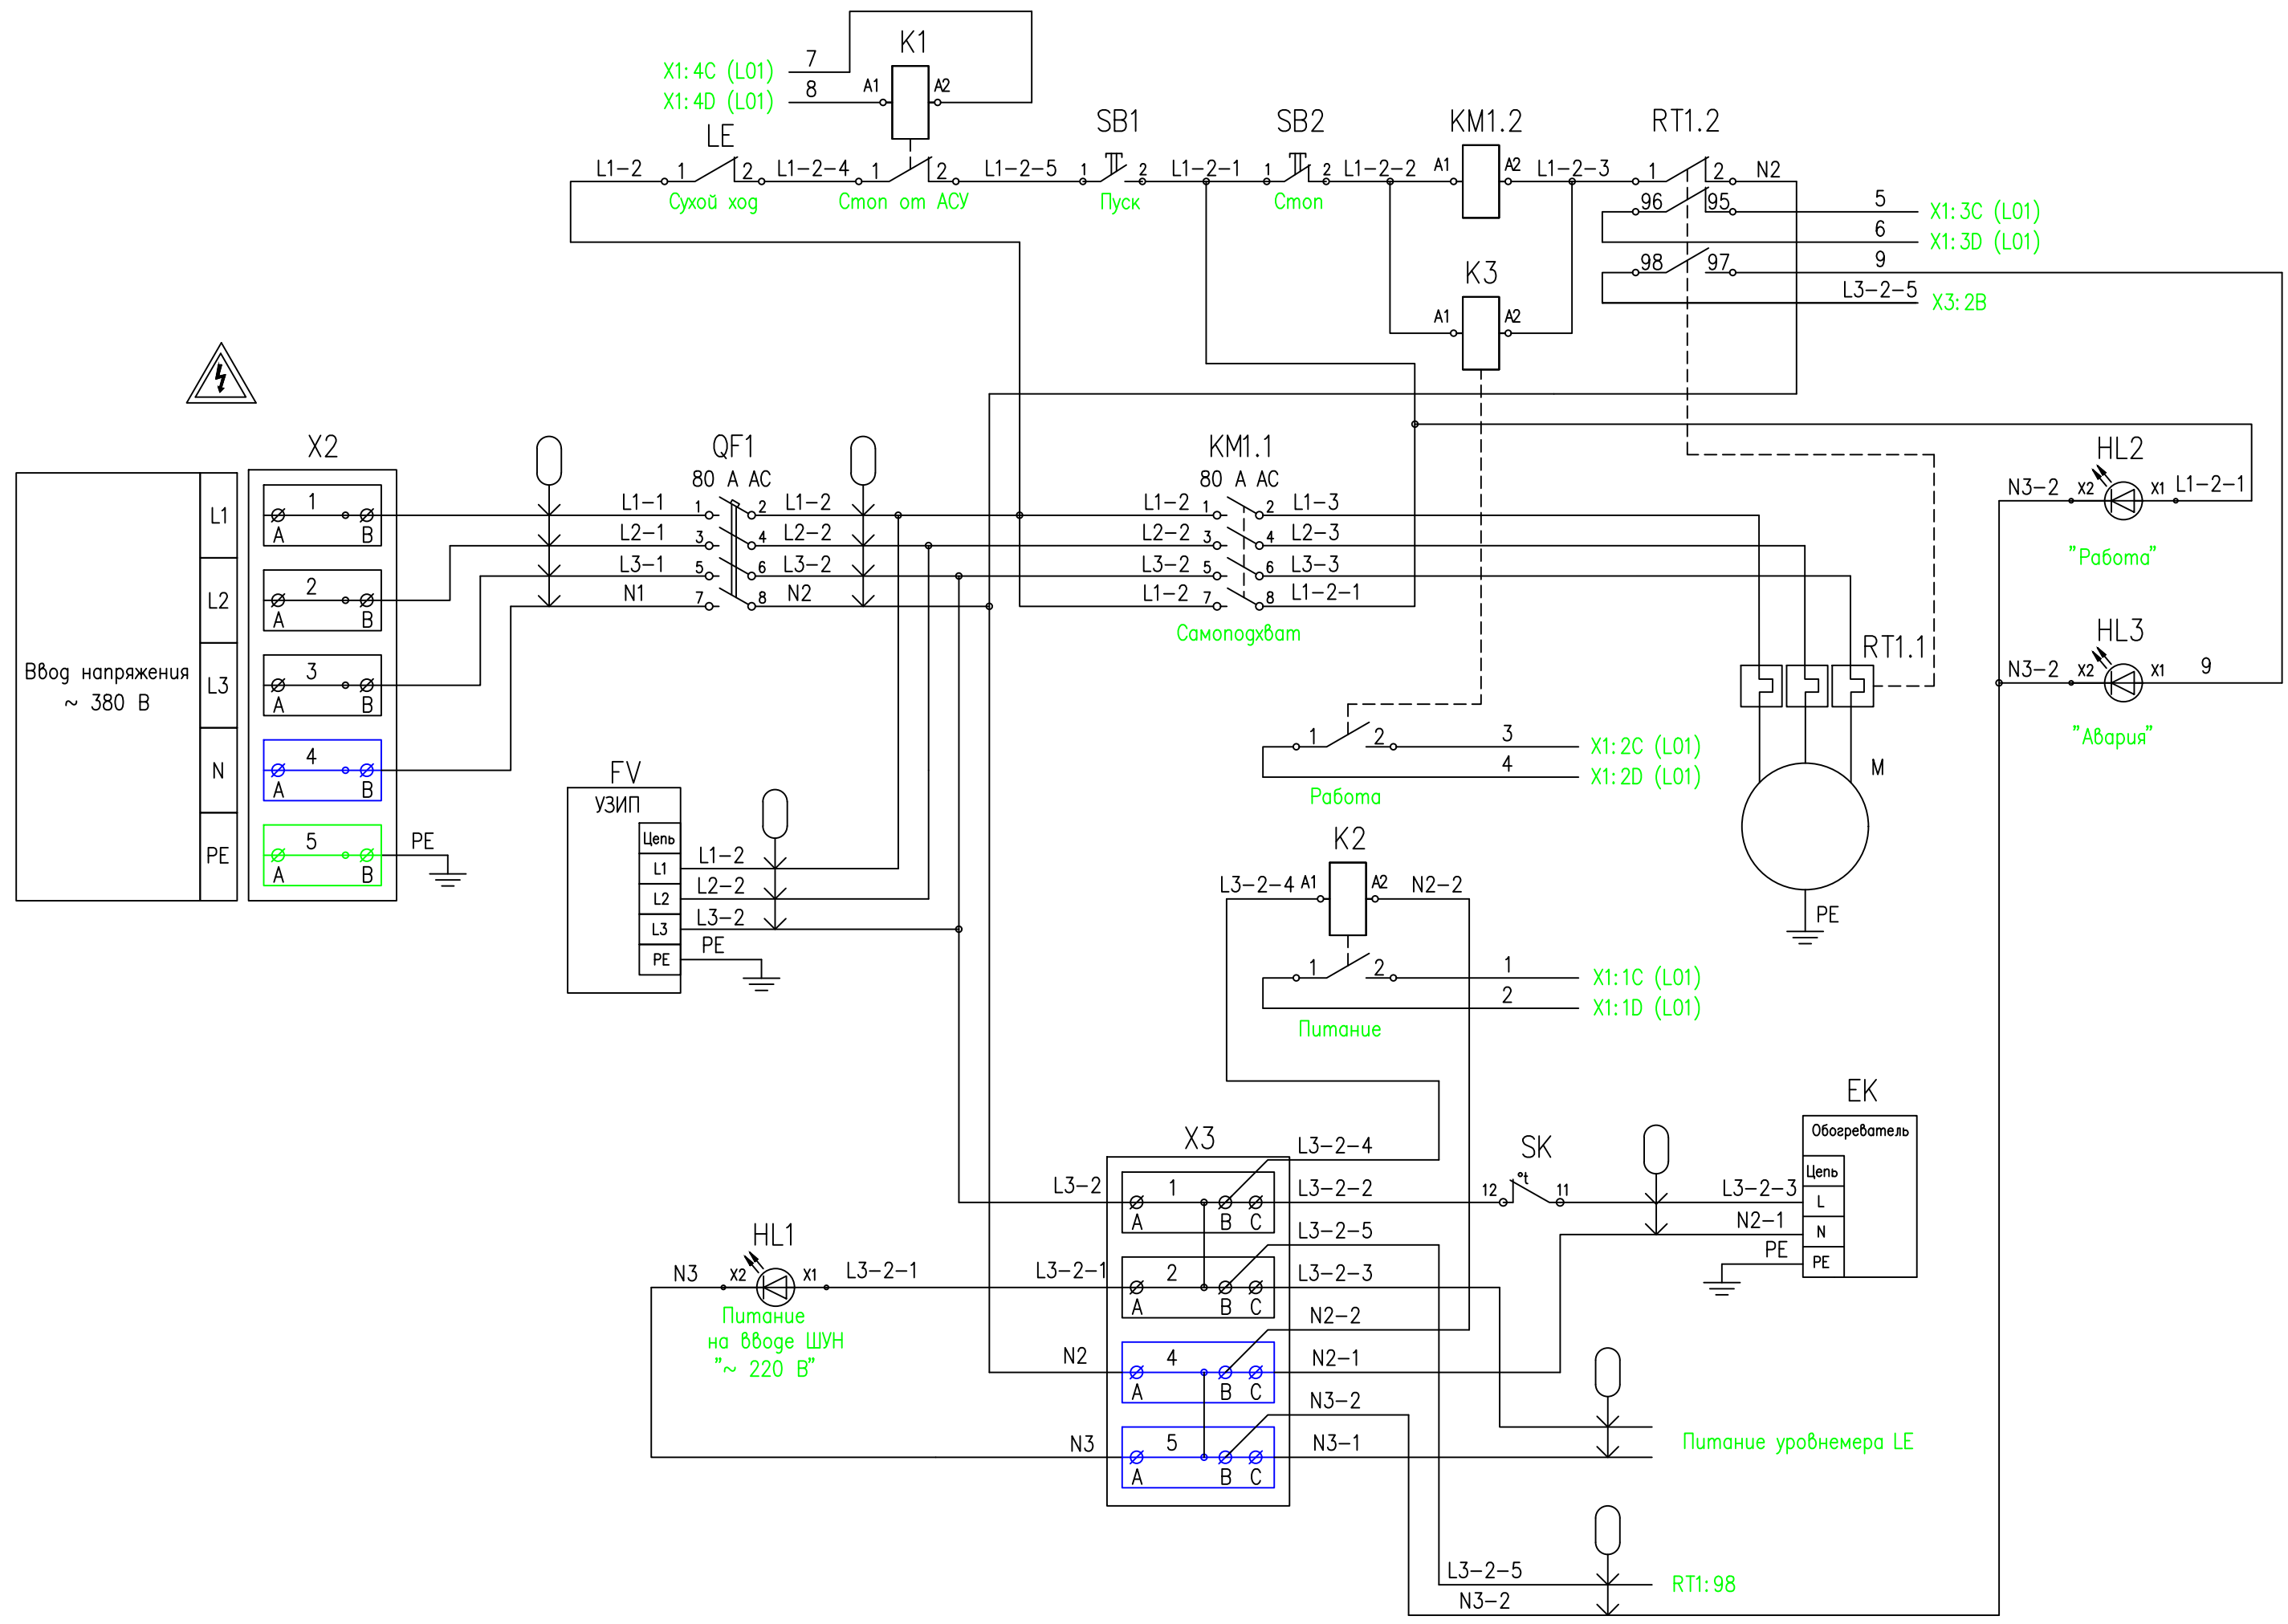 K1
7
X1:4C (L01)
8
X1:4D (L01)
A1
A2
LE
SB1
SB2
KM1.2
RT1.2
L1-2
1
2
L1-2-4
1
2
L1-2-5
1
2
L1-2-1
1
2
L1-2-2
A1
A2
L1-2-3
1
2
N2
Сухой ход
Стоп от АСУ
Пуск
Стоп
96
95
5
X1:3C (L01)
6
X1:3D (L01)
K3
98
97
9
L3-2-5
X3:2B
A1
A2
X2
QF1
80 А АС
KM1.1
80 А АС
HL2
Ввод напряжения
~ 380 В
L1
L2
L3
N
PE
1
A
B
2
A
B
3
A
B
4
A
B
5
A
B
PE
L1-1
1
2
L1-2
L2-1
3
4
L2-2
L3-1
5
6
L3-2
N1
7
8
N2
L1-2
1
2
L1-3
L2-2
3
4
L2-3
L3-2
5
6
L3-3
L1-2
7
8
L1-2-1
Самоподхват
N3-2
X2
X1
L1-2-1
"Работа"
HL3
N3-2
X2
X1
9
"Авария"
RT1.1
M
PE
1
2
3
X1:2C (L01)
4
X1:2D (L01)
Работа
FV
УЗИП
Цепь
L1
L2
L3
PE
L1-2
L2-2
L3-2
PE
K2
L3-2-4
A1
A2
N2-2
1
2
1
X1:1C (L01)
2
X1:1D (L01)
Питание
EK
Обогреватель
Цепь
L
N
PE
X3
L3-2-4
L3-2
1
A
B
C
L3-2-2
SK
°t
12
11
L3-2-3
N2-1
PE
HL1
N3
X2
X1
L3-2-1
Питание
на вводе ШУН
"~ 220 В"
L3-2-1
2
A
B
C
L3-2-5
L3-2-3
N2-2
N2
4
A
B
C
N2-1
N3-2
N3
5
A
B
C
N3-1
Питание уровнемера LE
L3-2-5
RT1:98
N3-2